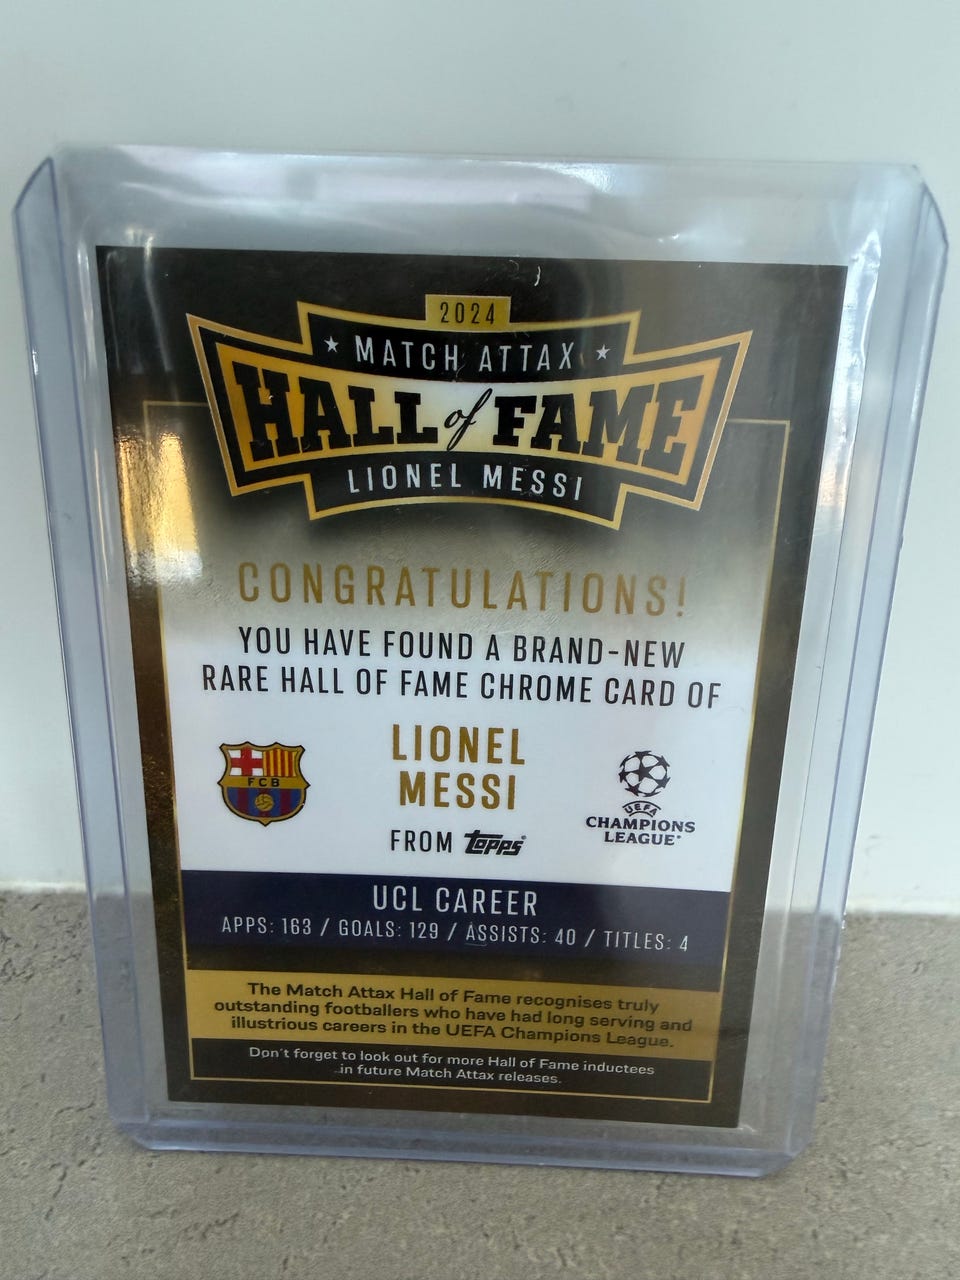 2024
MATCH ATTAX
HALL of FAME
LIONEL MESSI
CONGRATULATIONS!
YOU HAVE FOUND A BRAND-NEW
RARE HALL OF FAME CHROME CARD OF
LIONEL
MESSI
FCB
FROM Topps®
UEFA
CHAMPIONS
LEAGUE®
UCL CAREER
APPS: 163 / GOALS: 129 / ASSISTS: 40 / TITLES: 4
The Match Attax Hall of Fame recognises truly
outstanding footballers who have had long serving and
illustrious careers in the UEFA Champions League.
Don't forget to look out for more Hall of Fame inductees
in future Match Attax releases.